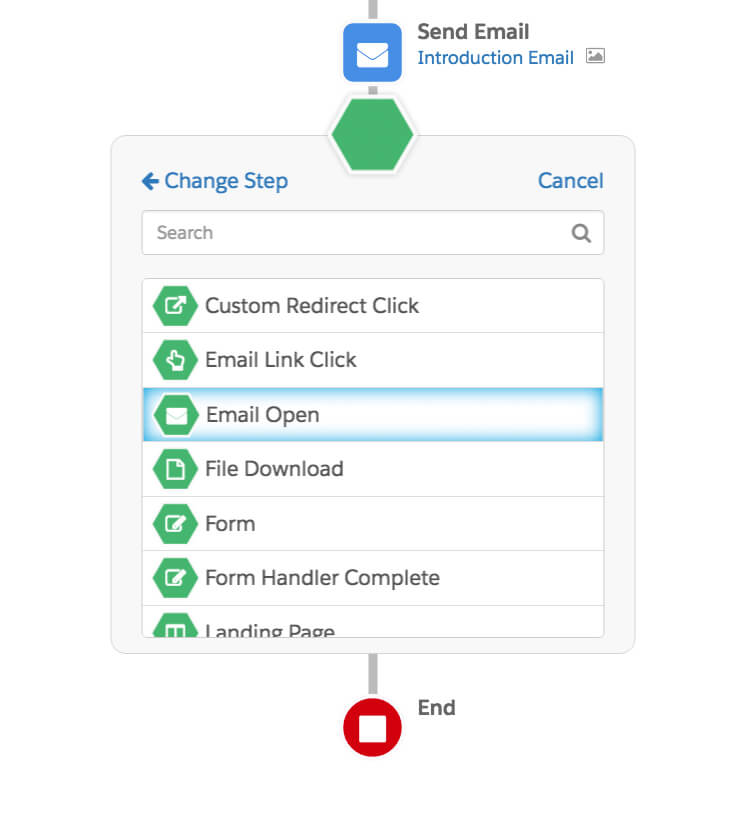 Send Email
Introduction Email
Change Step
Cancel
Search
Custom Redirect Click
Email Link Click
Email Open
File Download
Form
Form Handler Complete
Landing Page
End